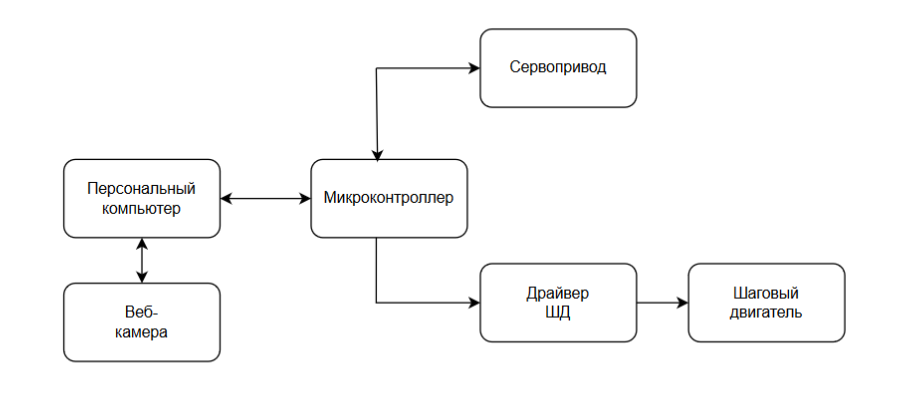 Сервопривод
Персональный
компьютер
Микроконтроллер
Драйвер
ШД
Шаговый
двигатель
Веб-
камера